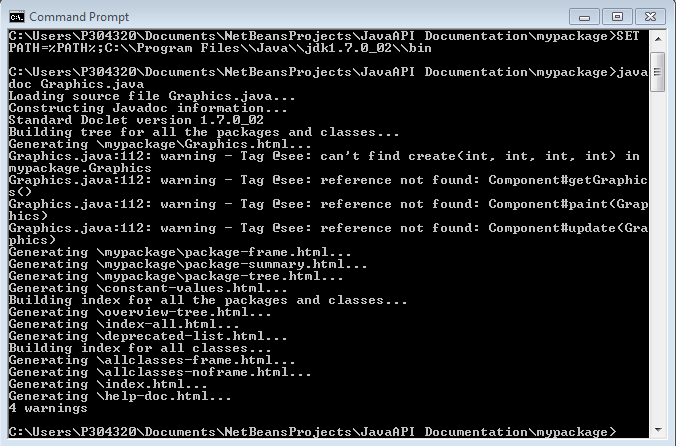 Command Prompt
C:\Users\P304320\Documents\NetBeansProjects\JavaAPI Documentation\mypackage>SET
PATH=%PATH%;C:\\Program Files\\Java\\jdk1.7.0_02\\bin
C:\Users\P304320\Documents\NetBeansProjects\JavaAPI Documentation\mypackage>java
doc Graphics.java
Loading source file Graphics.java...
Constructing Javadoc information...
Standard Doclet version 1.7.0_02
Building tree for all the packages and classes...
Generating \mypackage\Graphics.html...
Graphics.java:112: warning - Tag @see: can't find create(int, int, int, int) in
mypackage.Graphics
Graphics.java:112: warning - Tag @see: reference not found: Component#getGraphic
s()
Graphics.java:112: warning - Tag @see: reference not found: Component#paint(Grap
hics)
Graphics.java:112: warning - Tag @see: reference not found: Component#update(Gra
phics)
Generating \mypackage\package-frame.html...
Generating \mypackage\package-summary.html...
Generating \mypackage\package-tree.html...
Generating \constant-values.html...
Building index for all the packages and classes...
Generating \overview-tree.html...
Generating \index-all.html...
Generating \deprecated-list.html...
Building index for all classes...
Generating \allclasses-frame.html...
Generating \allclasses-noframe.html...
Generating \index.html...
Generating \help-doc.html...
4 warnings
C:\Users\P304320\Documents\NetBeansProjects\JavaAPI Documentation\mypackage>